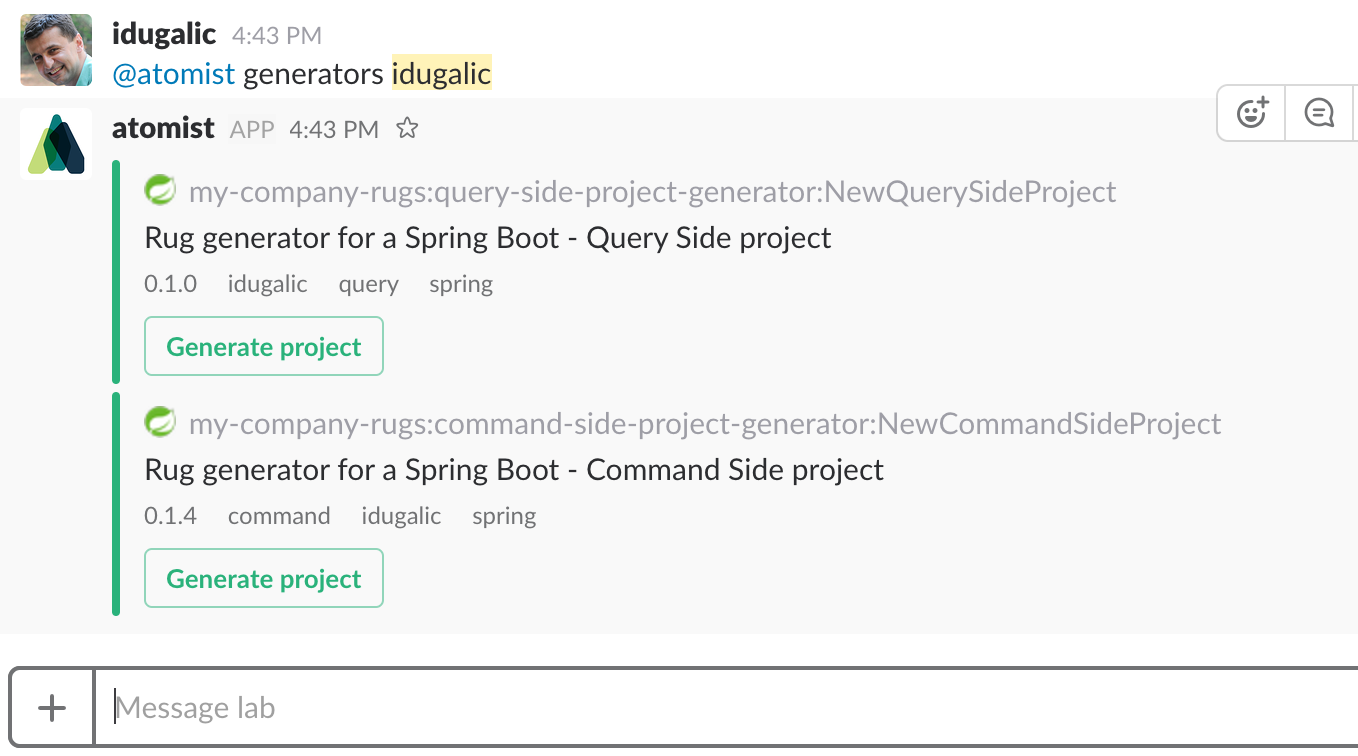 idugalic 4:43 PM
@atomist generators idugalic
atomist APP 4:43 PM
my-company-rugs:query-side-project-generator:NewQuerySideProject
Rug generator for a Spring Boot - Query Side project
0.1.0 idugalic query spring
Generate project
my-company-rugs:command-side-project-generator:NewCommandSideProject
Rug generator for a Spring Boot - Command Side project
0.1.4 command idugalic spring
Generate project
Message lab